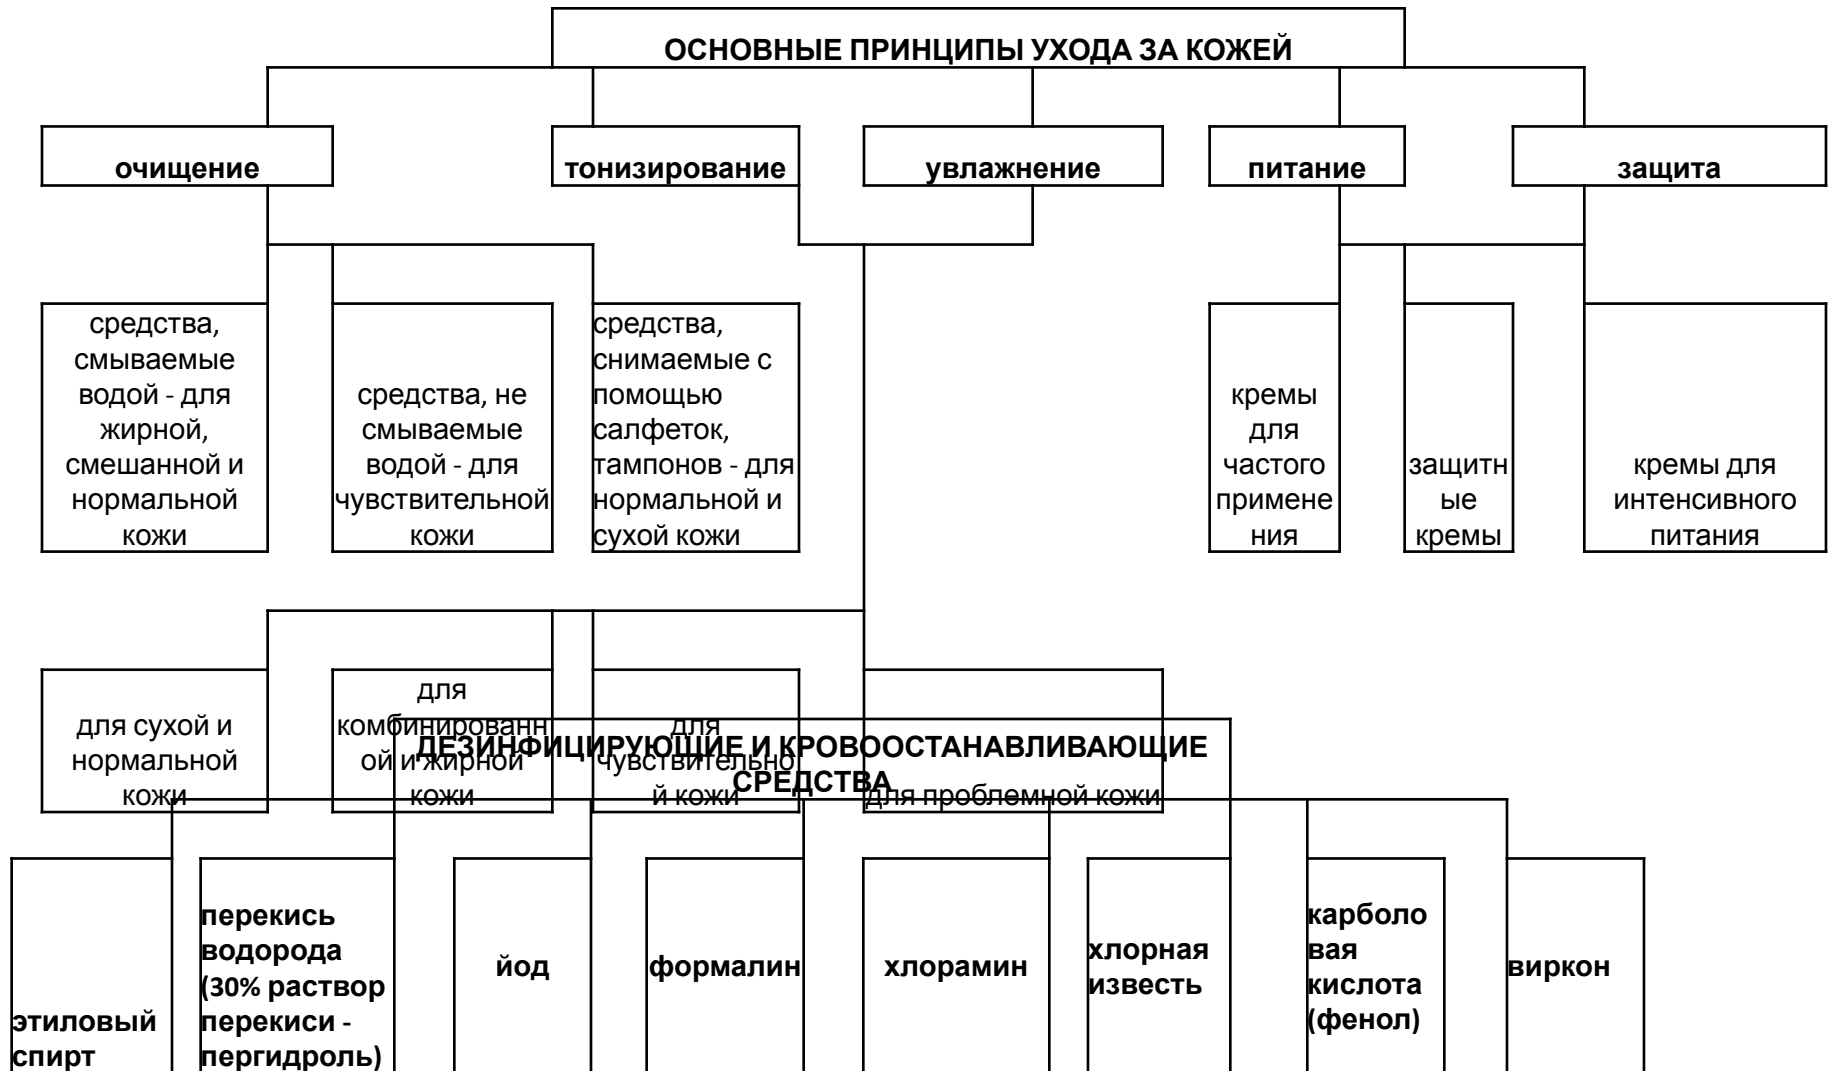 ОСНОВНЫЕ ПРИНЦИПЫ УХОДА ЗА КОЖЕЙ
очищение
тонизирование
увлажнение
питание
защита
средства,
смываемые
водой - для
жирной,
смешанной и
нормальной
кожи
средства, не
смываемые
водой - для
чувствительной
кожи
средства,
снимаемые с
помощью
салфеток,
тампонов - для
нормальной и
сухой кожи
кремы
для
частого
примене
ния
защитн
ые
кремы
кремы для
интенсивного
питания
для сухой и
нормальной
кожи
для
комбинированн
ой и жирной
кожи
для
чувствительно
й кожи
для проблемной кожи
ДЕЗИНФИЦИРУЮЩИЕ И КРОВООСТАНАВЛИВАЮЩИЕ
СРЕДСТВА
этиловый
спирт
перекись
водорода
(30% раствор
перекиси -
пергидроль)
йод
формалин
хлорамин
хлорная
известь
карболо
вая
кислота
(фенол)
виркон